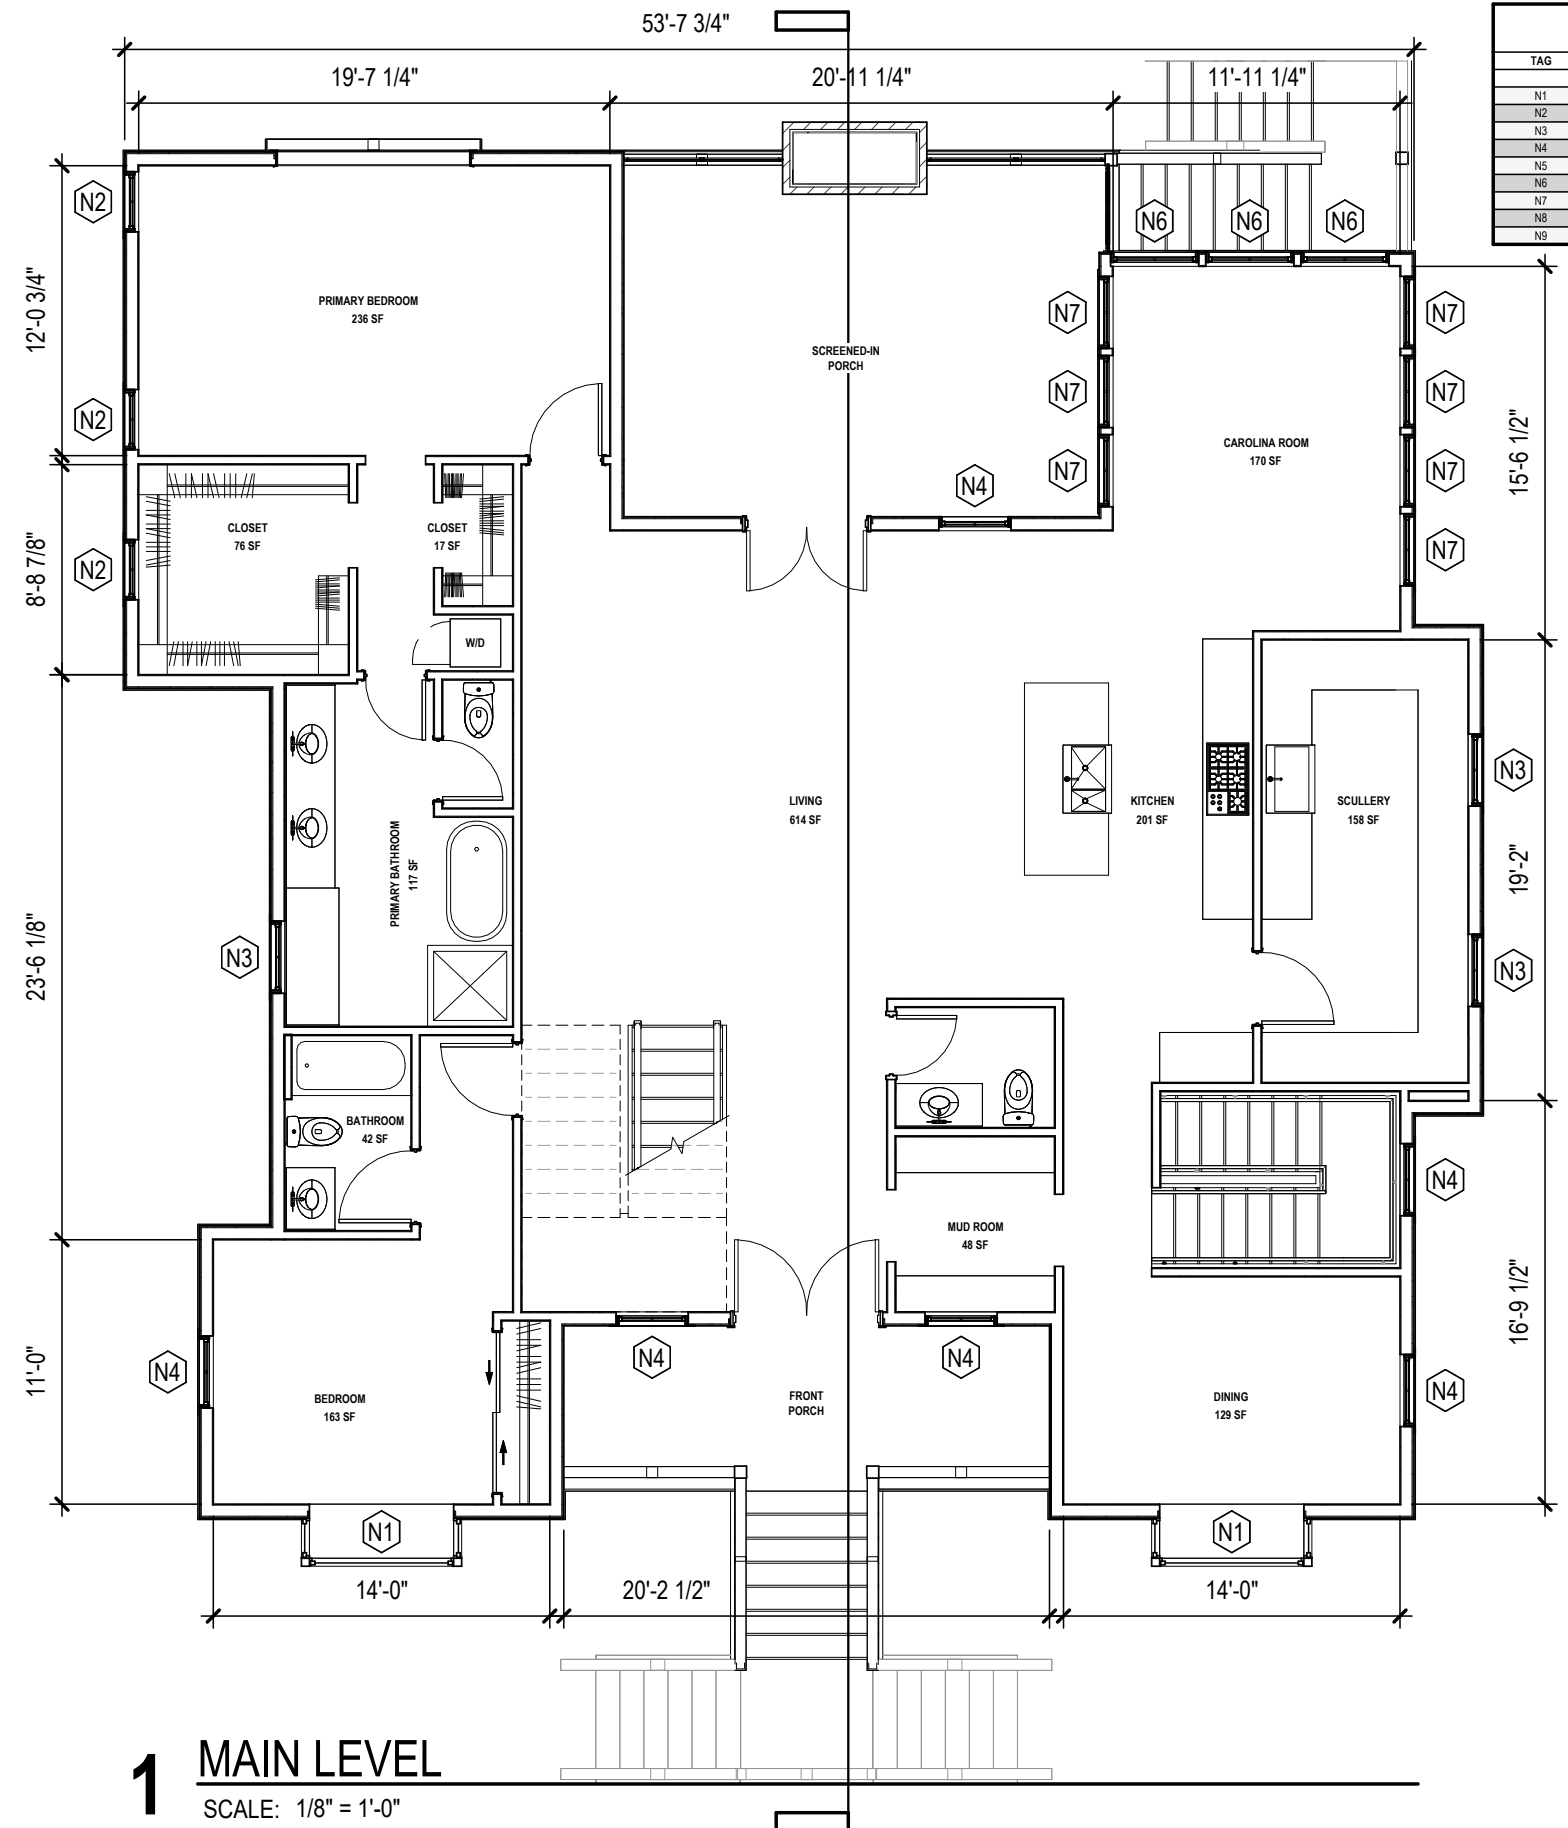 53'-7 3/4"
19'-7 1/4"
20'-11 1/4"
11'-11 1/4"
TAG
N1
N2
N3
N4
N5
N6
N7
N8
N9
N2
N6
N6
N6
12'-0 3/4"
PRIMARY BEDROOM
236 SF
N7
N7
SCREENED-IN
PORCH
N2
N7
N7
CAROLINA ROOM
170 SF
15'-6 1/2"
N4
N7
N7
CLOSET
76 SF
CLOSET
17 SF
8'-8 7/8"
N2
N7
W/D
N3
LIVING
614 SF
KITCHEN
201 SF
SCULLERY
158 SF
PRIMARY BATHROOM
117 SF
19'-2"
23'-6 1/8"
N3
N3
BATHROOM
42 SF
N4
MUD ROOM
48 SF
16'-9 1/2"
11'-0"
N4
N4
N4
N4
BEDROOM
163 SF
FRONT
PORCH
DINING
129 SF
N1
N1
14'-0"
20'-2 1/2"
14'-0"
1
MAIN LEVEL
SCALE: 1/8" = 1'-0"